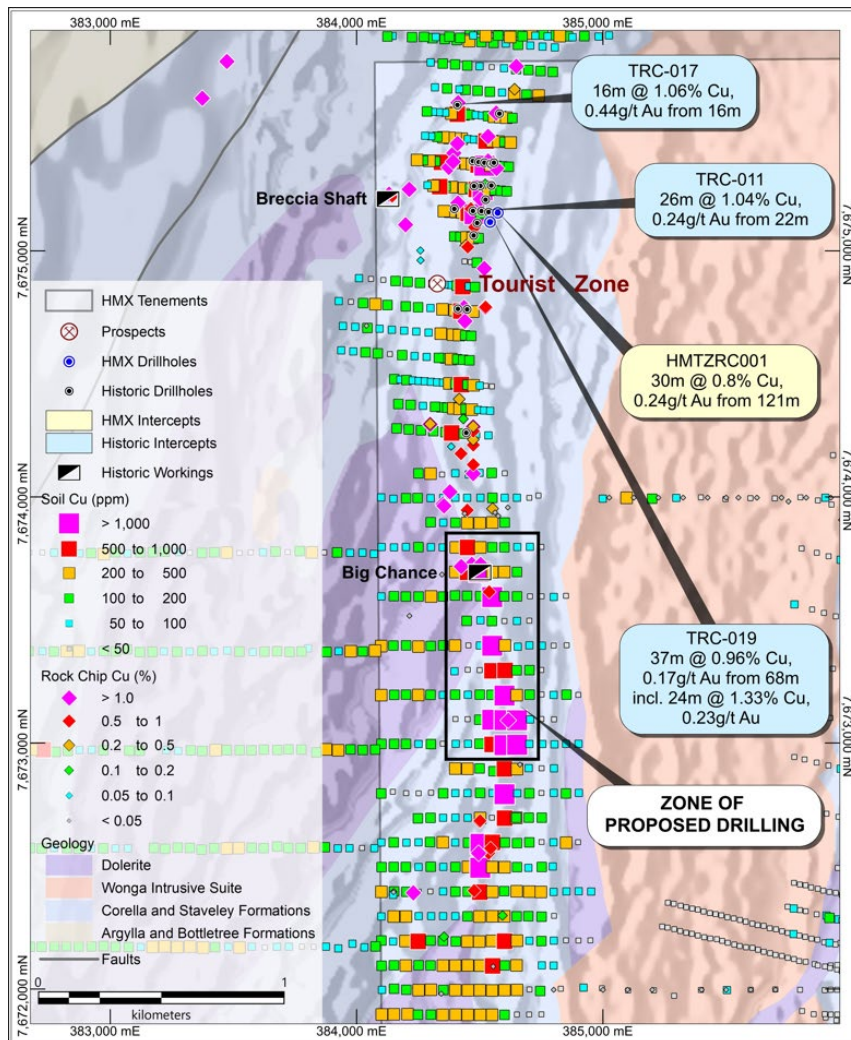 383,000 mE
384,000 mE
385,000 mE
TRC-017
16m @ 1.06% Cu,
0.44g/t Au from 16m
Breccia Shaft
TRC-011
26m @ 1.04% Cu,
0.24g/t Au from 22m
7,675,000 mN
7,675,000 mN
Tourist Zone
HMX Tenements
Prospects
HMX Drillholes
Historic Drillholes
HMX Intercepts
Historic Intercepts
Historic Workings
HMTZRC001
30m @ 0.8% Cu,
0.24g/t Au from 121m
7,674,000 mN
7,674,000 mN
Soil Cu (ppm)
> 1,000
500 to 1,000
200 to 500
100 to 200
50 to 100
< 50
Big Chance
TRC-019
37m @ 0.96% Cu,
0.17g/t Au from 68m
incl. 24m @ 1.33% Cu,
0.23g/t Au
Rock Chip Cu (%)
> 1.0
0.5 to 1
0.2 to 0.5
0.1 to 0.2
0.05 to 0.1
< 0.05
7,673,000 mN
7,673,000 mN
ZONE OF
PROPOSED DRILLING
Geology
Dolerite
Wonga Intrusive Suite
Corella and Staveley Formations
Argylla and Bottletree Formations
Faults
0
1
kilometers
7,672,000 mN
7,672,000 mN
383,000 mE
384,000 mE
385,000 mE